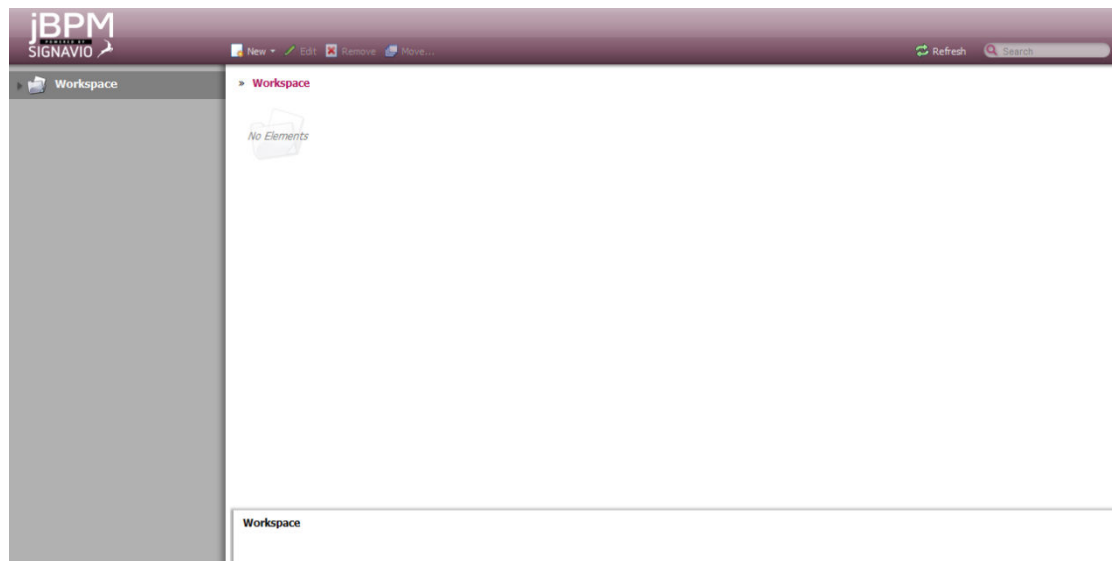 jBPM
POWERED BY
SIGNAVIO
New Edit Remove Move... Refresh Search
Workspace
» Workspace
No Elements
Workspace